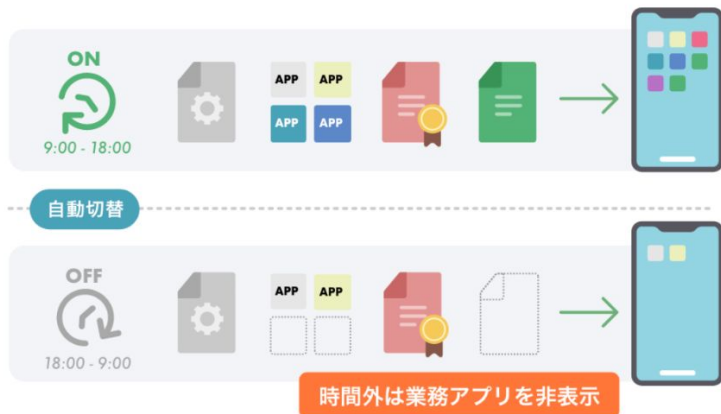 ON
9:00 - 18:00
APP APP
APP APP
自動切替
OFF
18:00 - 9:00
APP APP
時間外は業務アプリを非表示